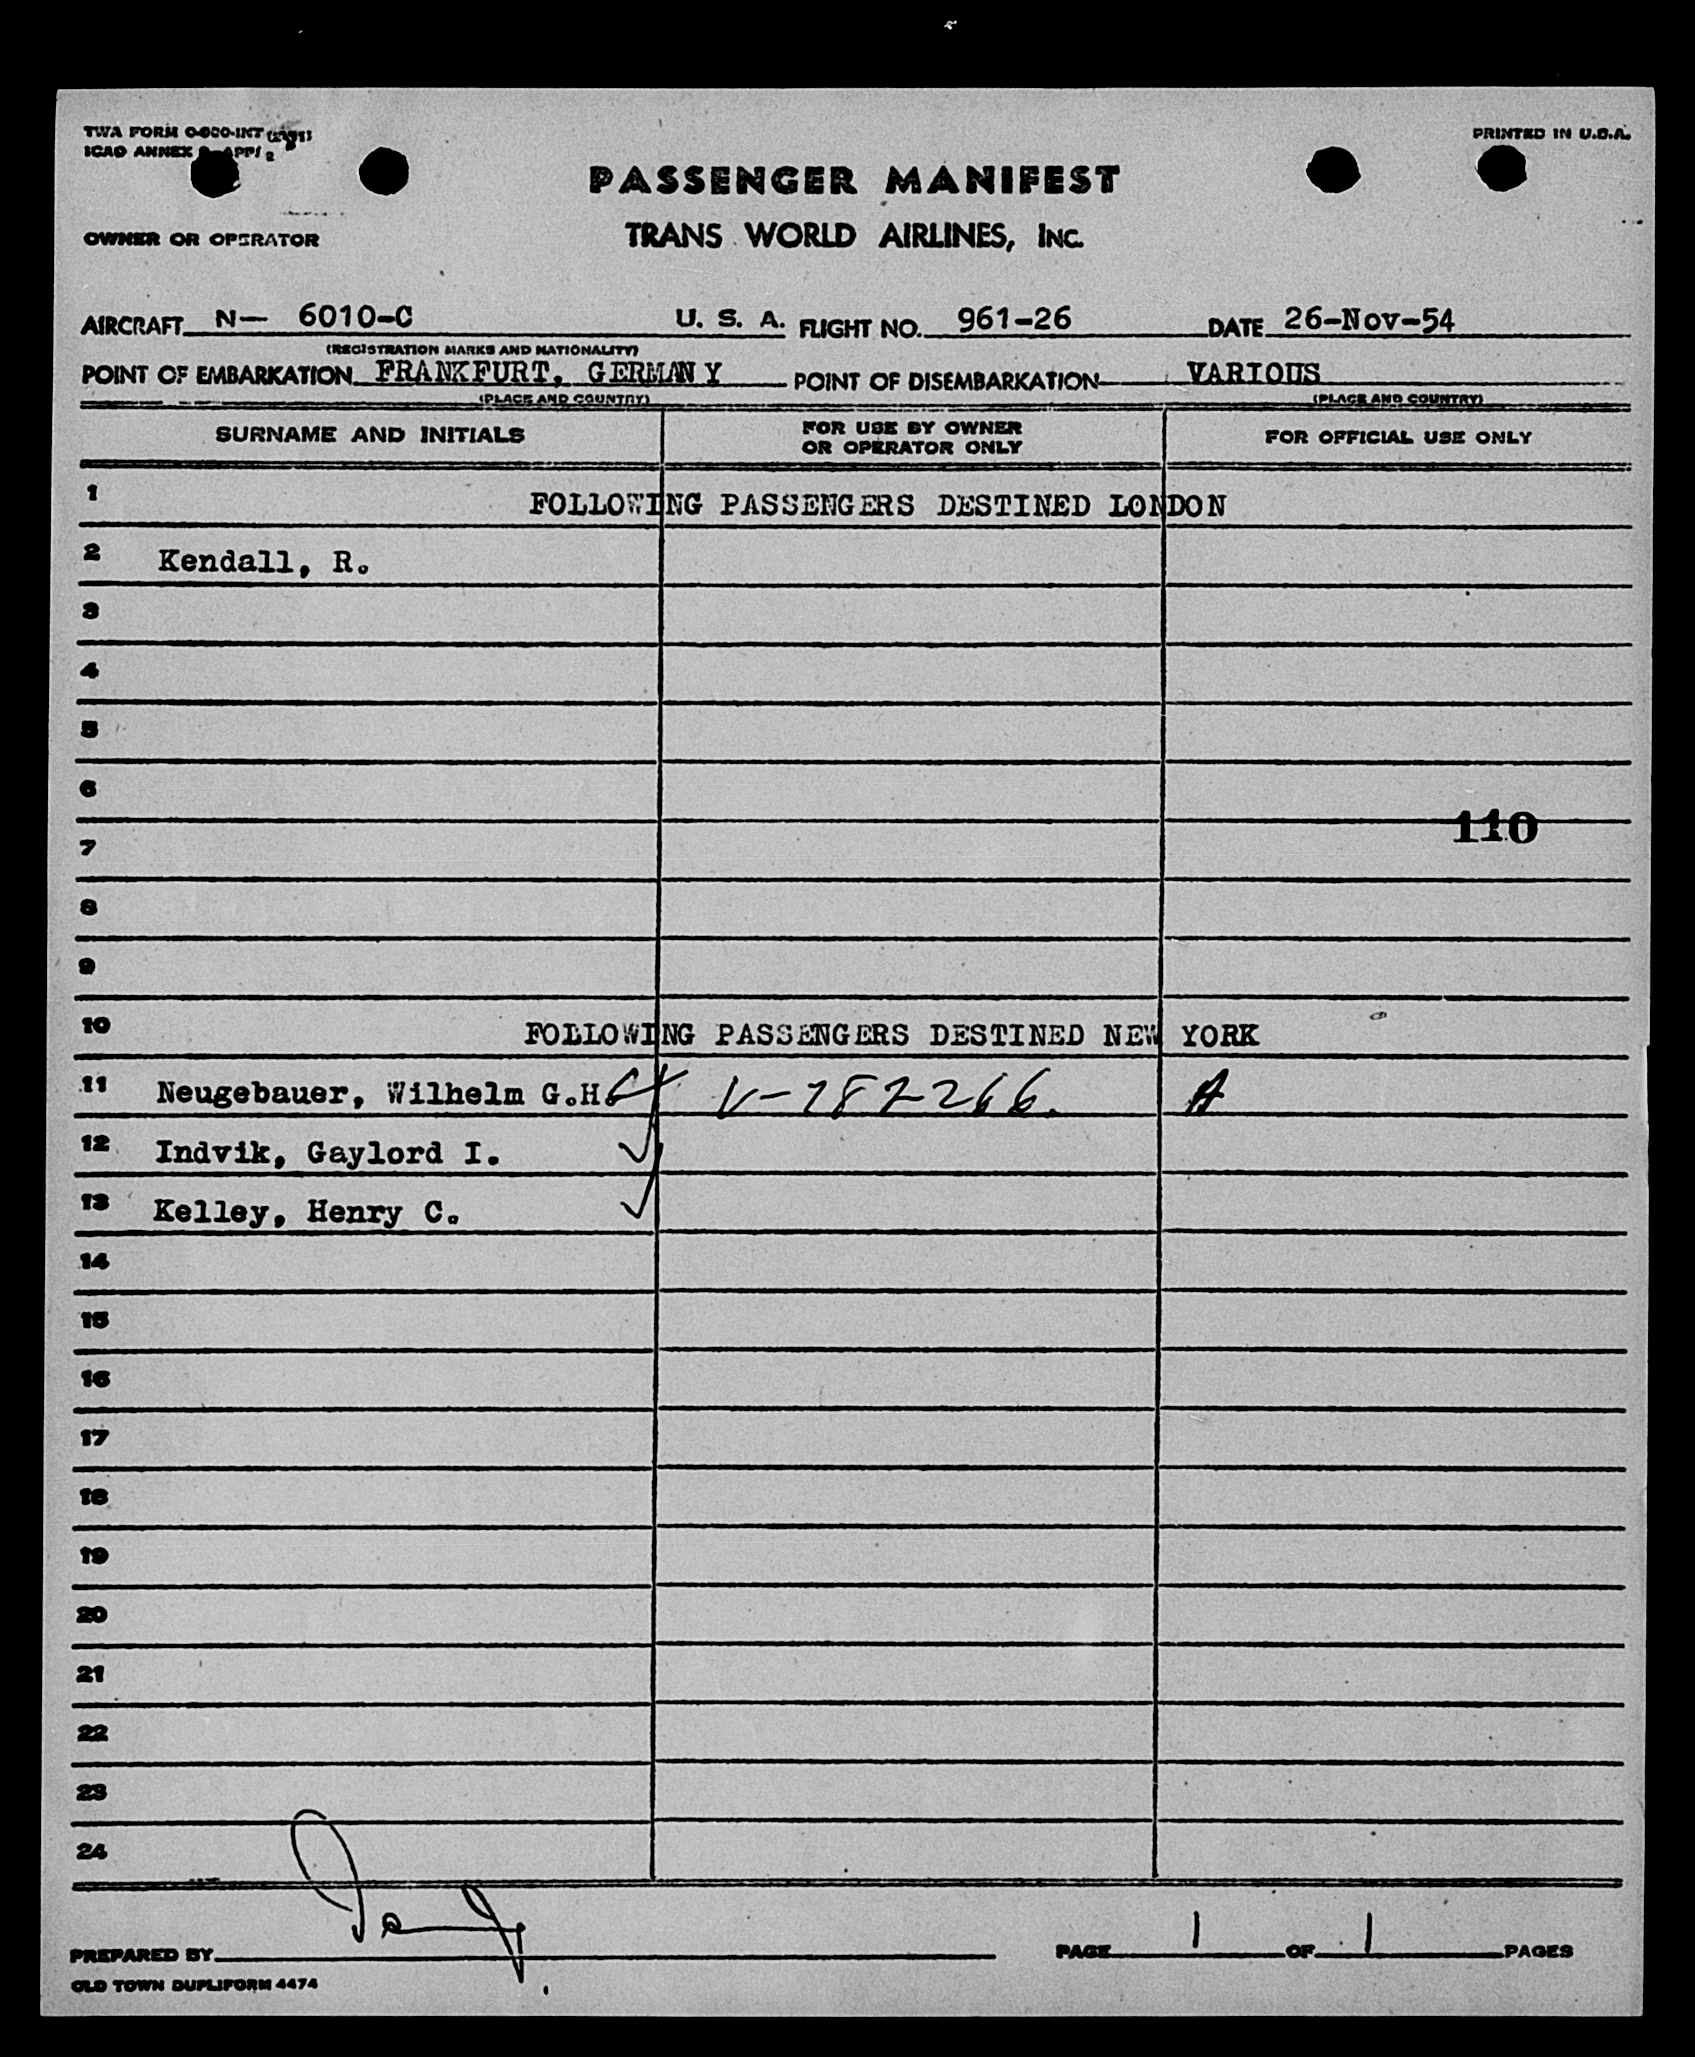 TWA FORM
ICAO ANNEX
PRINTED IN U.S.A.
PASSENGER MANIFEST
OWNER OR OPERATOR
TRANS WORLD AIRLINES, INC.
AIRCRAFT N— 6010-C U. S. A. FLIGHT NO. 961-26 DATE 26-Nov-54
(REGISTRATION MARKS AND NATIONALITY)
POINT OF EMBARKATION FRANKFURT, GERMANY POINT OF DISEMBARKATION VARIOUS
(PLACE AND COUNTRY) (PLACE AND COUNTRY)
SURNAME AND INITIALS
FOR USE BY OWNER
OR OPERATOR ONLY
FOR OFFICIAL USE ONLY
1 FOLLOWING PASSENGERS DESTINED LONDON
2 Kendall, R.
3
4
5
6
110
7
8
9
10 FOLLOWING PASSENGERS DESTINED NEW YORK
11 Neugebauer, Wilhelm G.H. V-787266. A
12 Indvik, Gaylord I.
13 Kelley, Henry C.
14
15
16
17
18
19
20
21
22
23
24
PREPARED BY PAGE 1 OF 1 PAGES
OLD TOWN DUPLIFORM 4474